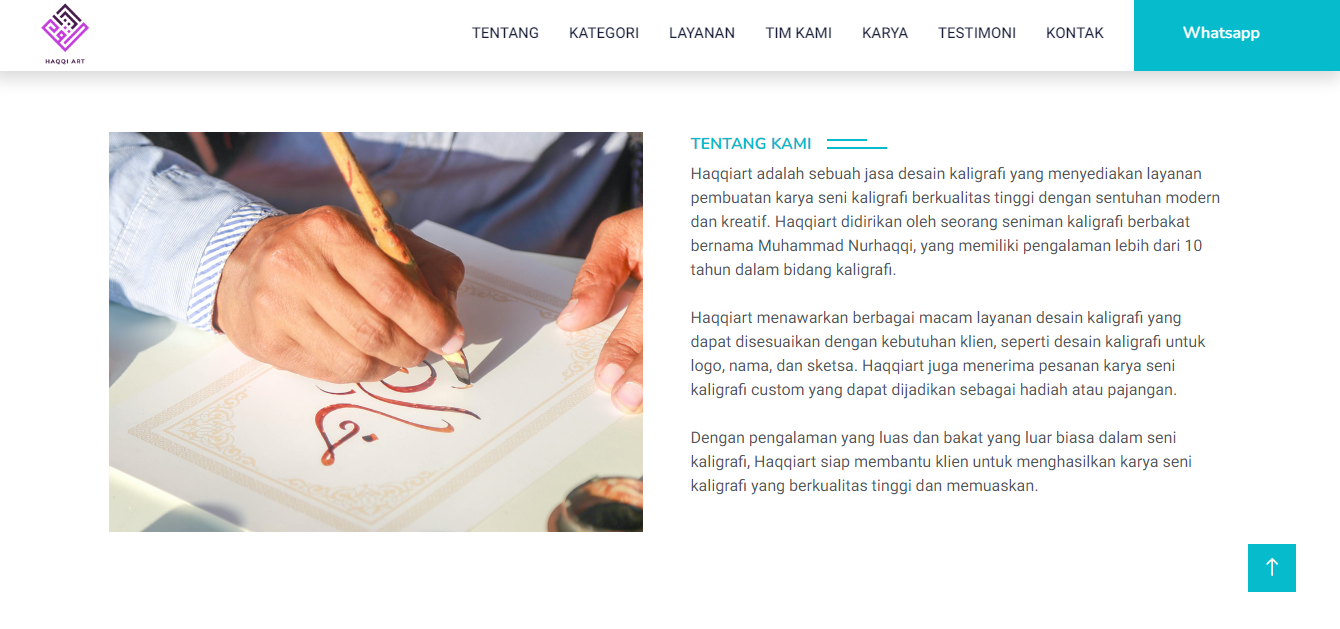 HAQQI ART
TENTANG
KATEGORI
LAYANAN
TIM KAMI
KARYA
TESTIMONI
KONTAK
Whatsapp
TENTANG KAMI
Haqqiart adalah sebuah jasa desain kaligrafi yang menyediakan layanan
pembuatan karya seni kaligrafi berkualitas tinggi dengan sentuhan modern
dan kreatif. Haqqiart didirikan oleh seorang seniman kaligrafi berbakat
bernama Muhammad Nurhaqqi, yang memiliki pengalaman lebih dari 10
tahun dalam bidang kaligrafi.
Haqqiart menawarkan berbagai macam layanan desain kaligrafi yang
dapat disesuaikan dengan kebutuhan klien, seperti desain kaligrafi untuk
logo, nama, dan sketsa. Haqqiart juga menerima pesanan karya seni
kaligrafi custom yang dapat dijadikan sebagai hadiah atau pajangan.
Dengan pengalaman yang luas dan bakat yang luar biasa dalam seni
kaligrafi, Haqqiart siap membantu klien untuk menghasilkan karya seni
kaligrafi yang berkualitas tinggi dan memuaskan.